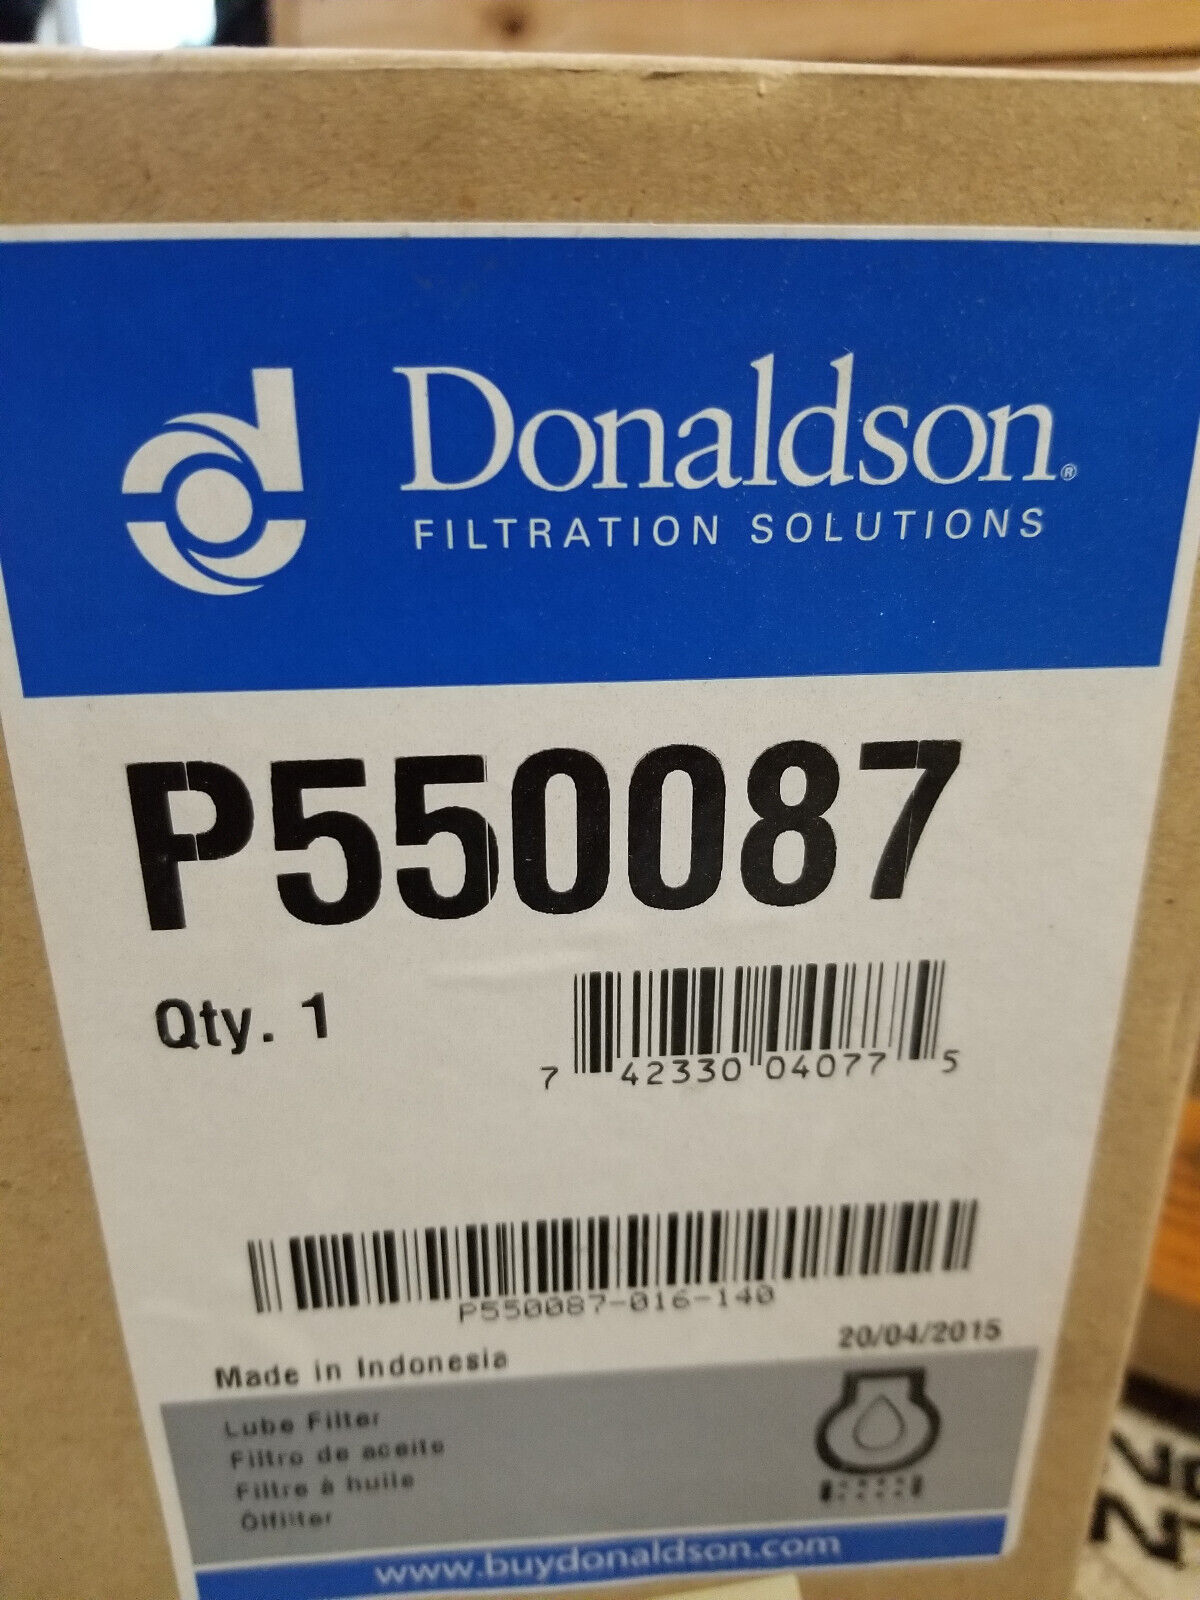 Donaldson®
FILTRATION SOLUTIONS
P550087
Qty. 1
7 42330 04077 5
P550087-016-140
20/04/2015
Made in Indonesia
Lube Filter
Filtro de aceite
Filtre à huile
Ölfilter
www.buydonaldson.com